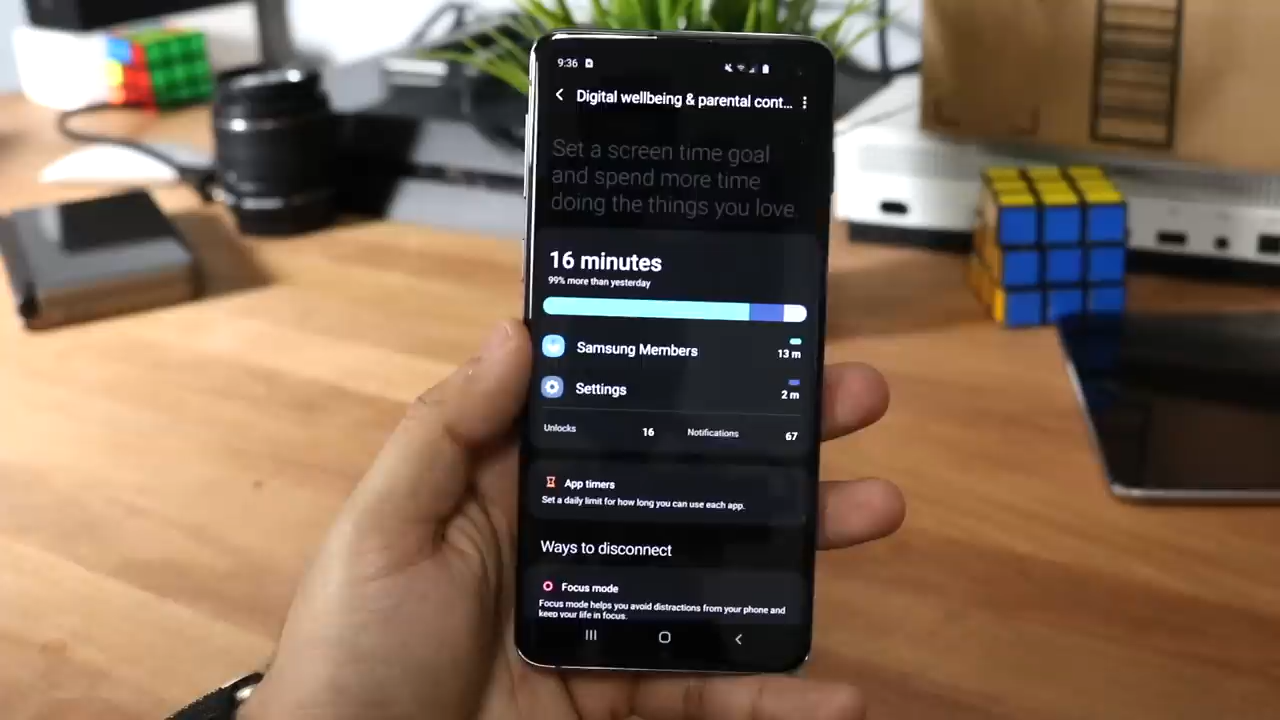 9:36
Digital wellbeing & parental cont...
Set a screen time goal
and spend more time
doing the things you love.
16 minutes
99% more than yesterday
Samsung Members
13 m
Settings
2 m
Unlocks 16 Notifications 67
App timers
Set a daily limit for how long you can use each app.
Ways to disconnect
Focus mode
Focus mode helps you avoid distractions from your phone and
keep your life in focus.